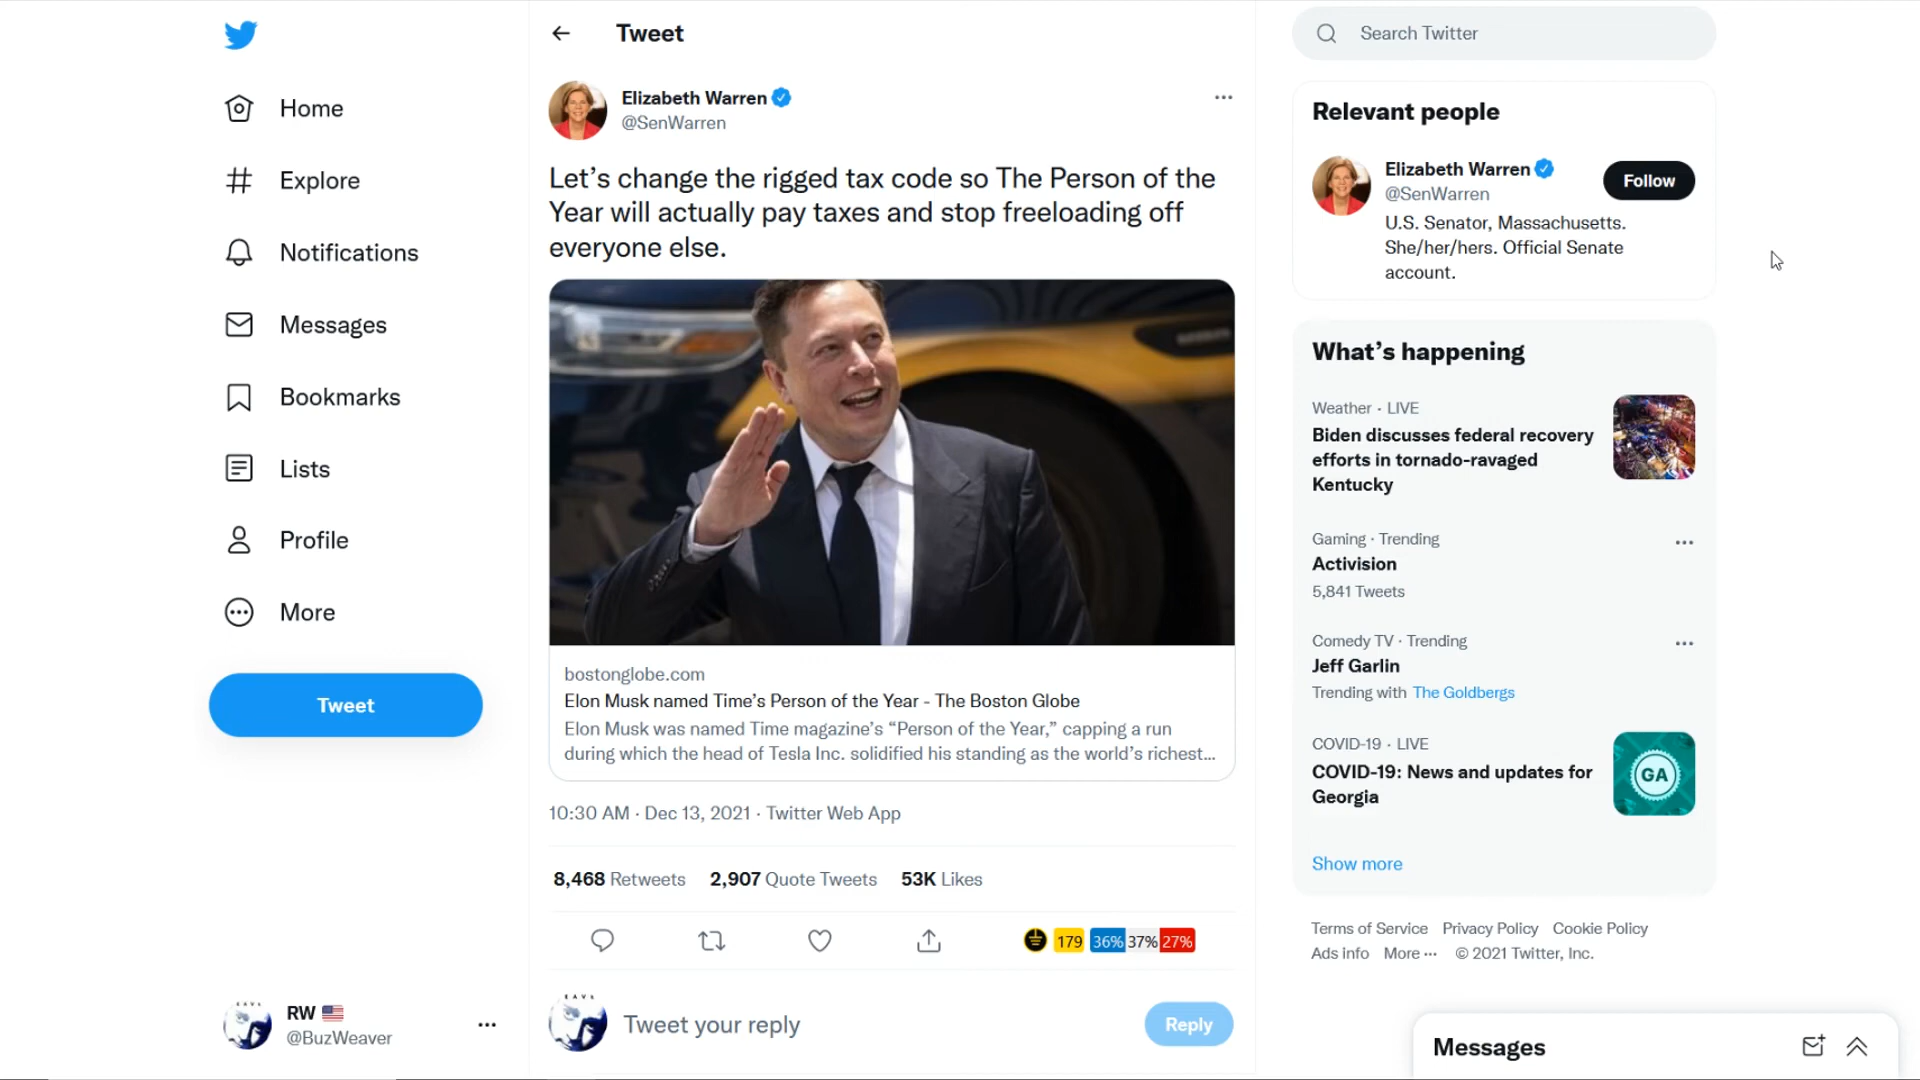 Home
Explore
Notifications
Messages
Bookmarks
Lists
Profile
More
Tweet
RW
@BuzWeaver
Tweet
Elizabeth Warren
@SenWarren
Let’s change the rigged tax code so The Person of the
Year will actually pay taxes and stop freeloading off
everyone else.
bostonglobe.com
Elon Musk named Time’s Person of the Year - The Boston Globe
Elon Musk was named Time magazine’s “Person of the Year,” capping a run
during which the head of Tesla Inc. solidified his standing as the world’s richest...
10:30 AM · Dec 13, 2021 · Twitter Web App
8,468 Retweets 2,907 Quote Tweets 53K Likes
179 36% 37% 27%
Tweet your reply
Reply
Search Twitter
Relevant people
Elizabeth Warren
@SenWarren
Follow
U.S. Senator, Massachusetts.
She/her/hers. Official Senate
account.
What’s happening
Weather · LIVE
Biden discusses federal recovery
efforts in tornado-ravaged
Kentucky
Gaming · Trending
Activision
5,841 Tweets
Comedy TV · Trending
Jeff Garlin
Trending with The Goldbergs
COVID-19 · LIVE
COVID-19: News and updates for
Georgia
GA
Show more
Terms of Service Privacy Policy Cookie Policy
Ads info More ··· © 2021 Twitter, Inc.
Messages